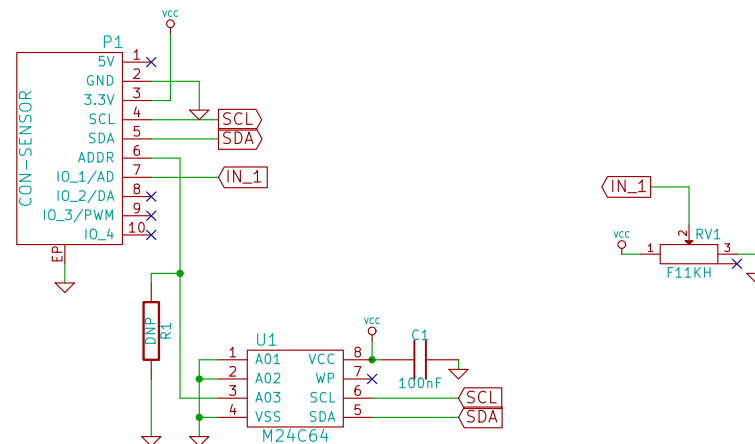 vcc
P1
CON-SENSOR
5V 1
GND 2
3.3V 3
SCL 4
SDA 5
ADDR 6
IO_1/AD 7
IO_2/DA 8
IO_3/PWM 9
IO_4 10
EP
SCL
SDA
IN_1
IN_1
vcc
1
2
RV1
3
F11KH
DNP
R1
U1
1 A01 VCC 8
2 A02 WP 7
3 A03 SCL 6
4 VSS SDA 5
M24C64
vcc
C1
100nF
SCL
SDA